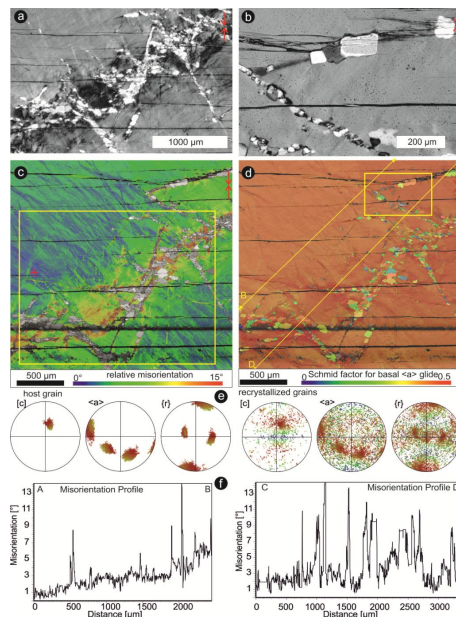 a
b
1000 µm
200 µm
c
d
B
D
500 µm
0° 15°
relative misorientation
500 µm
0 0.5
Schmid factor for basal <a> glide
e
host grain
recrystallized grains
[c] <a> {r}
[c] <a> {r}
f
A Misorientation Profile B
C Misorientation Profile D
Misorientation [°]
13
11
9
7
5
3
1
0 500 1000 1500 2000
Distance [um]
Misorientation [°]
13
11
9
7
5
3
1
0 500 1000 1500 2000 2500 3000
Distance [um]